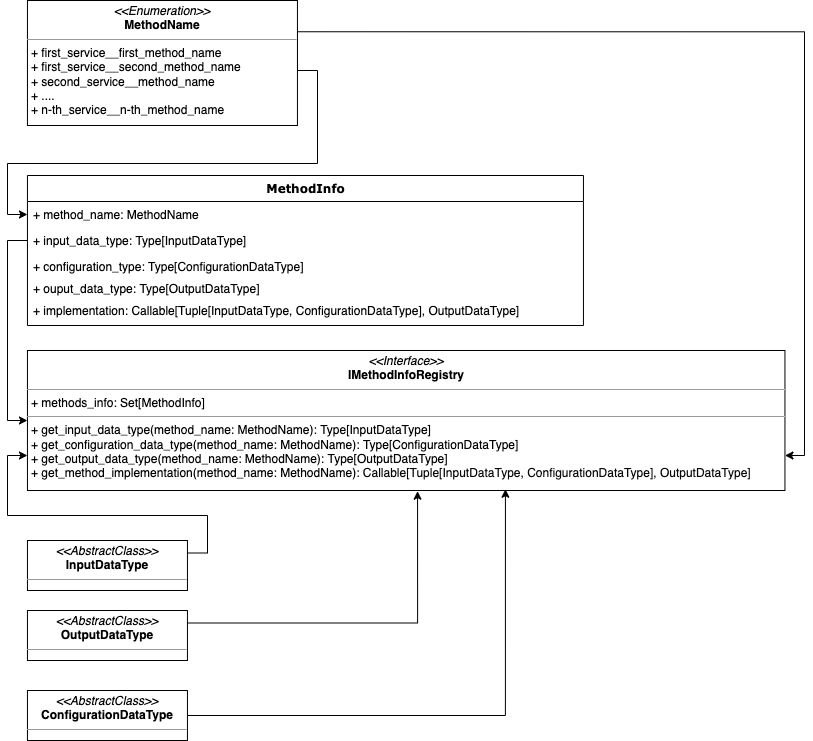 <<Enumeration>>
MethodName
+ first_service__first_method_name
+ first_service__second_method_name
+ second_service__method_name
+ ....
+ n-th_service__n-th_method_name
MethodInfo
+ method_name: MethodName
+ input_data_type: Type[InputDataType]
+ configuration_type: Type[ConfigurationDataType]
+ ouput_data_type: Type[OutputDataType]
+ implementation: Callable[Tuple[InputDataType, ConfigurationDataType], OutputDataType]
<<Interface>>
IMethodInfoRegistry
+ methods_info: Set[MethodInfo]
+ get_input_data_type(method_name: MethodName): Type[InputDataType]
+ get_configuration_data_type(method_name: MethodName): Type[ConfigurationDataType]
+ get_output_data_type(method_name: MethodName): Type[OutputDataType]
+ get_method_implementation(method_name: MethodName): Callable[Tuple[InputDataType, ConfigurationDataType], OutputDataType]
<<AbstractClass>>
InputDataType
<<AbstractClass>>
OutputDataType
<<AbstractClass>>
ConfigurationDataType